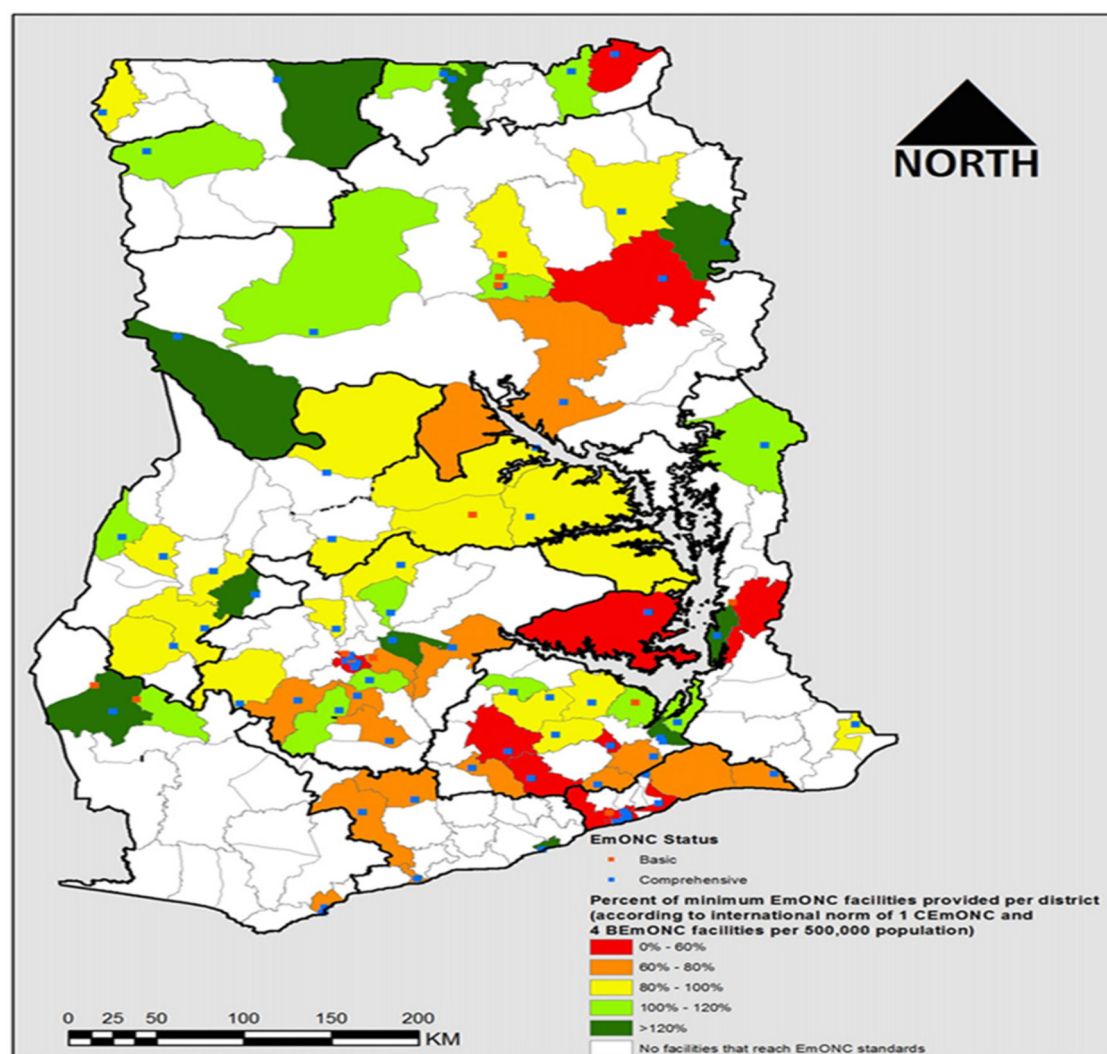 NORTH
EmONC Status
Basic
Comprehensive
Percent of minimum EmONC facilities provided per district
(according to international norm of 1 CEmONC and
4 BEmONC facilities per 500,000 population)
0% - 60%
60% - 80%
80% - 100%
100% - 120%
>120%
No facilities that reach EmONC standards
0 25 50 100 150 200
KM